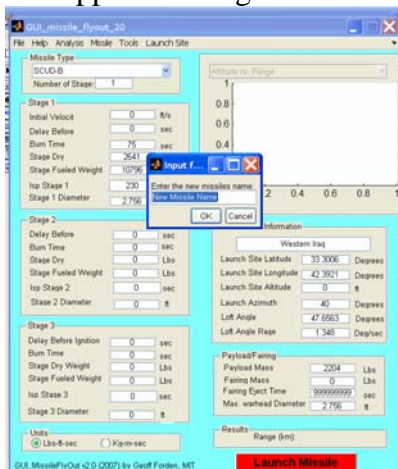 GUI_missile_flyout_20
File Help Analysis Missile Tools Launch Site
Missile Type
SCUD-B
Number of Stage: 1
Altitude vs. Range
1
0.8
0.6
0.4
0.2 0.4 0.6 0.8 1
Stage 1
Initial Velocit 0 ft/s
Delay Before 0 sec
Burn Time 75 sec
Stage Dry 2641
Stage Fueled Weight 10796
Isp Stage 1 230
Stage 1 Diameter 2.756
Input f...
Enter the new missiles name:
New Missile Name
OK Cancel
Stage 2
Delay Before 0 sec
Burn Time 0 sec
Stage Dry 0 Lbs
Stage Fueled Weight 0 Lbs
Isp Stage 2 0 sec
Stage 2 Diameter 0 ft
Information
Western Iraq
Launch Site Latitude 33.3006 Degrees
Launch Site Longitude 42.3921 Degrees
Launch Site Altitude 0 ft
Launch Azimuth 40 Degrees
Loft Angle 47.6563 Degrees
Loft Angle Rage 1.348 Deg/sec
Stage 3
Delay Before Ignition 0 sec
Burn Time 0 sec
Stage Dry Weight 0 Lbs
Stage Fueled Weight 0 Lbs
Isp Stage 3 0 sec
Stage 3 Diameter 0 ft
Payload/Fairing
Payload Mass 2204 Lbs
Fairing Mass 0 Lbs
Fairing Eject Time 999999999 sec
Max. warhead Diameter 2.756 ft
Units
Lbs-ft-sec Kg-m-sec
Results
Range (km):
GUI_MissileFlyOut v2.0 (2007) by Geoff Forden, MIT
Launch Missile